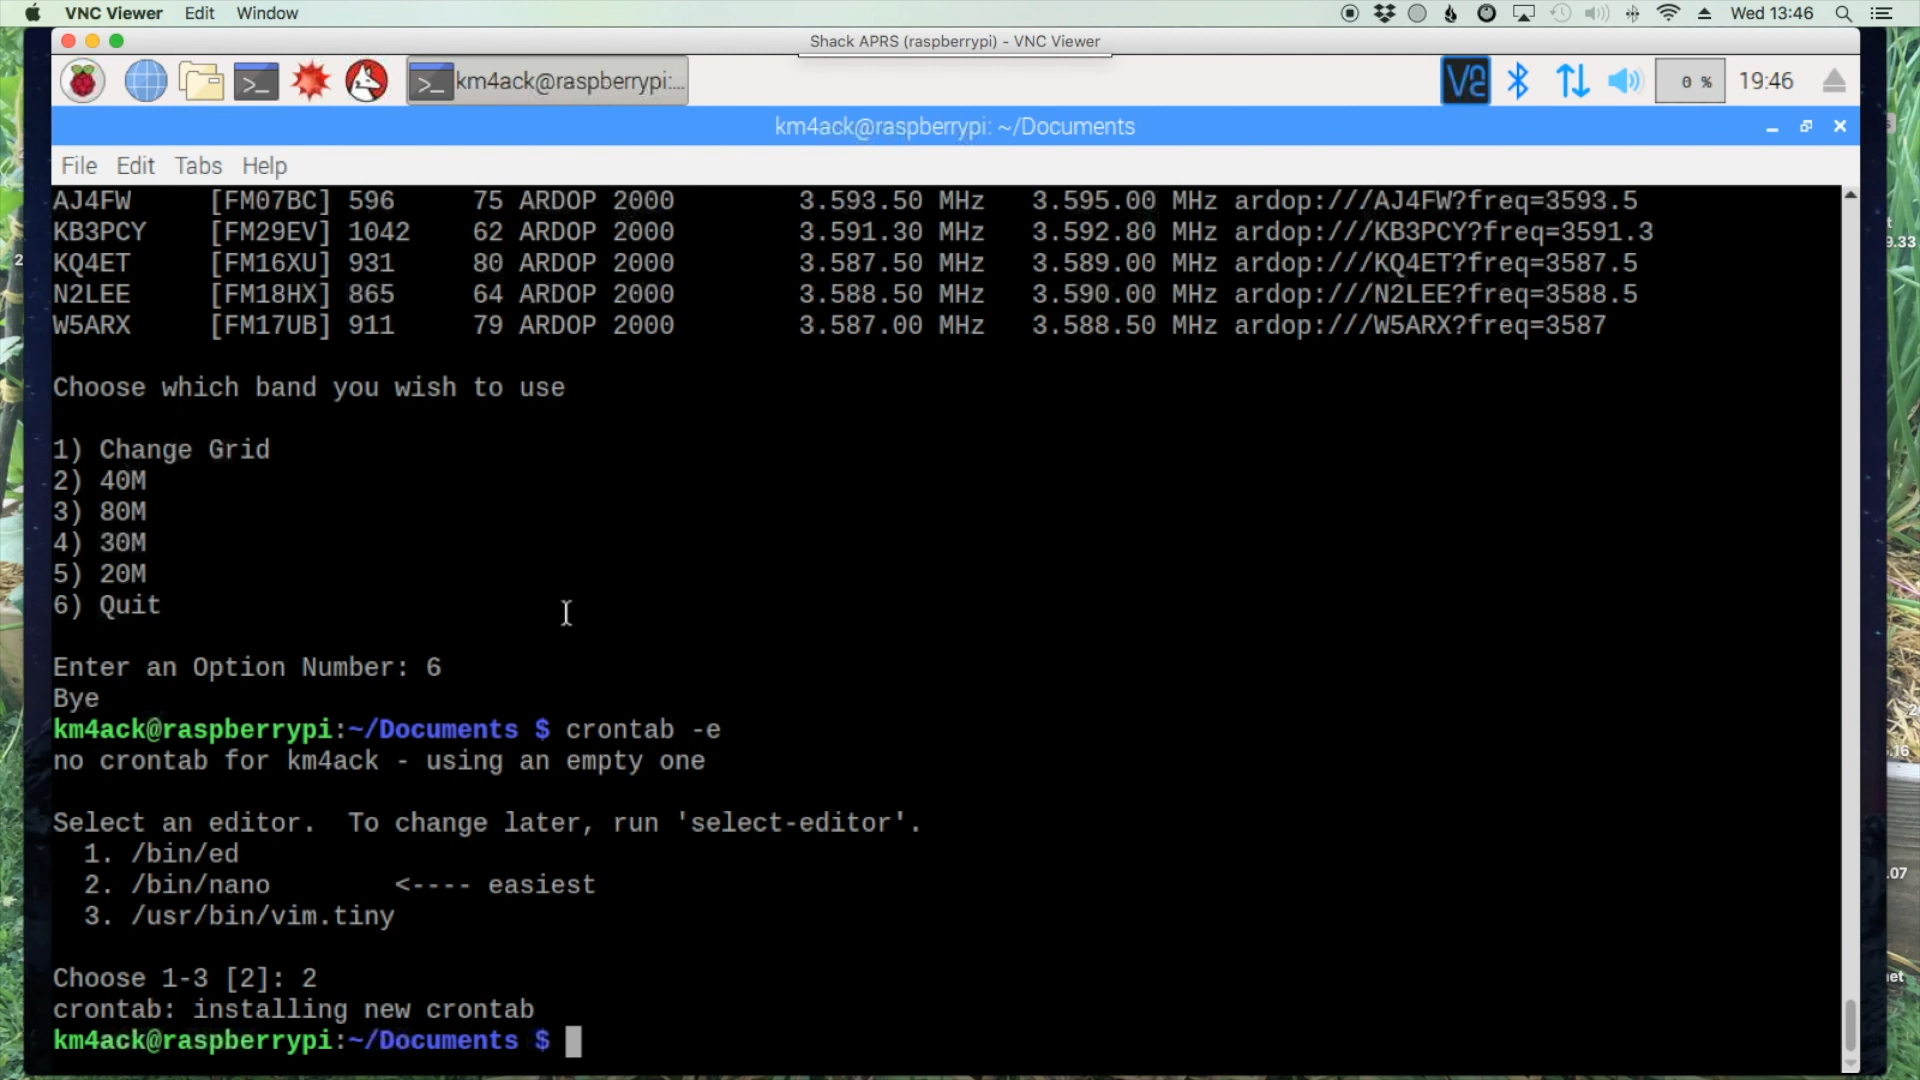 VNC Viewer Edit Window Wed 13:46
Shack APRS (raspberrypi) - VNC Viewer
km4ack@raspberrypi:... V2 0 % 19:46
km4ack@raspberrypi: ~/Documents
File Edit Tabs Help
AJ4FW [FM07BC] 596 75 ARDOP 2000 3.593.50 MHz 3.595.00 MHz ardop:///AJ4FW?freq=3593.5
KB3PCY [FM29EV] 1042 62 ARDOP 2000 3.591.30 MHz 3.592.80 MHz ardop:///KB3PCY?freq=3591.3
KQ4ET [FM16XU] 931 80 ARDOP 2000 3.587.50 MHz 3.589.00 MHz ardop:///KQ4ET?freq=3587.5
N2LEE [FM18HX] 865 64 ARDOP 2000 3.588.50 MHz 3.590.00 MHz ardop:///N2LEE?freq=3588.5
W5ARX [FM17UB] 911 79 ARDOP 2000 3.587.00 MHz 3.588.50 MHz ardop:///W5ARX?freq=3587
Choose which band you wish to use
1) Change Grid
2) 40M
3) 80M
4) 30M
5) 20M
6) Quit
Enter an Option Number: 6
Bye
km4ack@raspberrypi:~/Documents $ crontab -e
no crontab for km4ack - using an empty one
Select an editor. To change later, run 'select-editor'.
1. /bin/ed
2. /bin/nano <---- easiest
3. /usr/bin/vim.tiny
Choose 1-3 [2]: 2
crontab: installing new crontab
km4ack@raspberrypi:~/Documents $